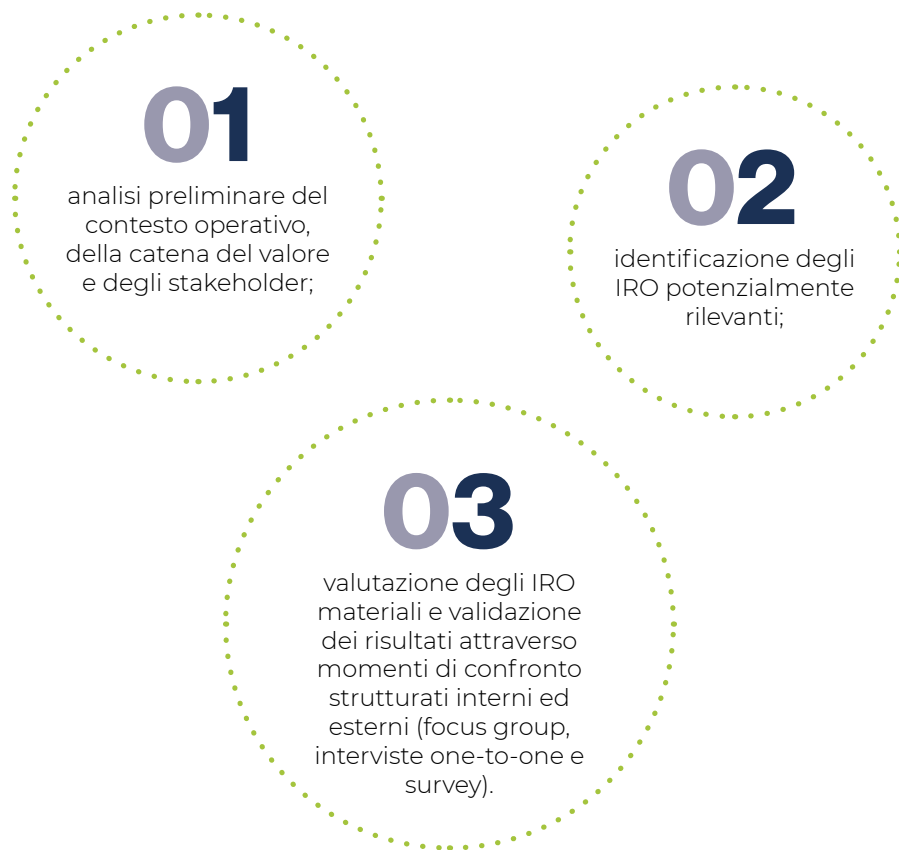 01
analisi preliminare del
contesto operativo,
della catena del valore
e degli stakeholder;
02
identificazione degli
IRO potenzialmente
rilevanti;
03
valutazione degli IRO
materiali e validazione
dei risultati attraverso
momenti di confronto
strutturati interni ed
esterni (focus group,
interviste one-to-one e
survey).